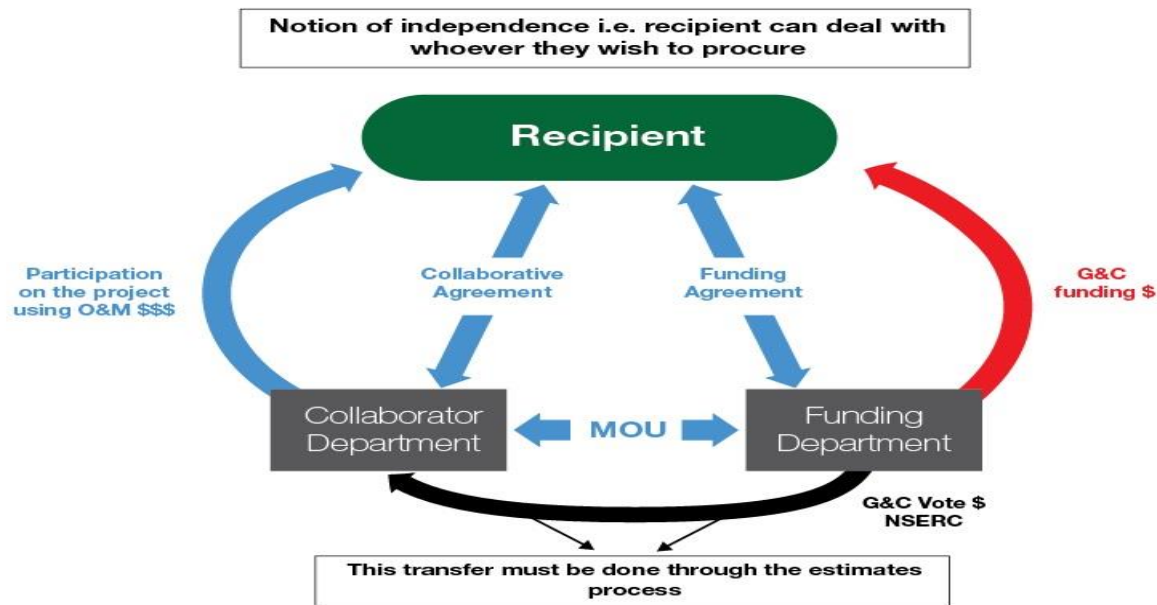 Notion of independence i.e. recipient can deal with
whoever they wish to procure
Recipient
Participation
on the project
using O&M $$$
Collaborative
Agreement
Funding
Agreement
G&C
funding $
Collaborator
Department
MOU
Funding
Department
G&C Vote $
NSERC
This transfer must be done through the estimates
process